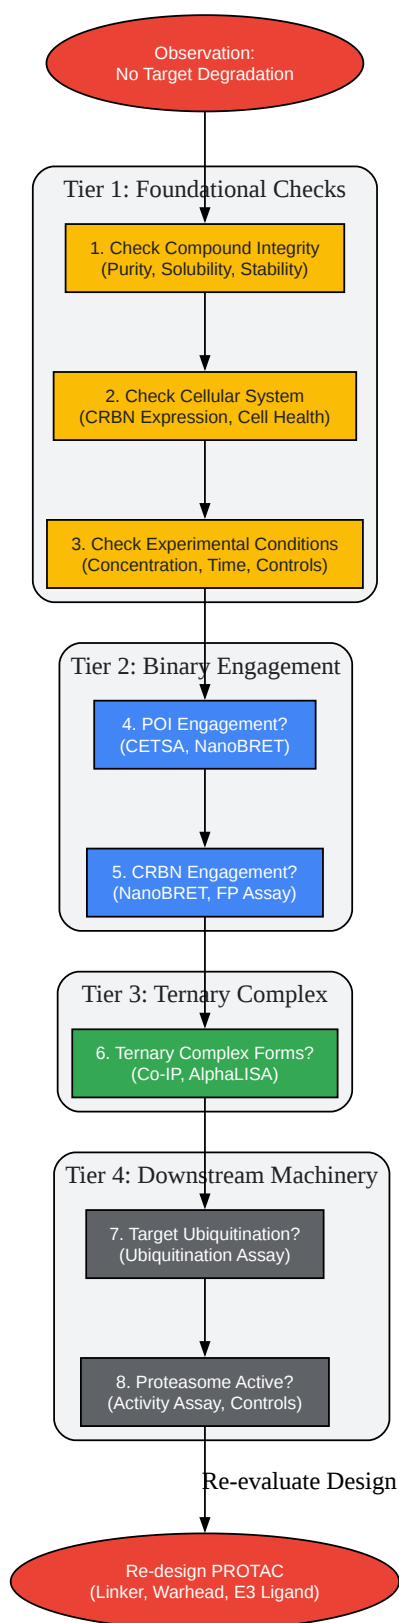 Observation:
No Target Degradation
Tier 1: Foundational Checks
1. Check Compound Integrity
(Purity, Solubility, Stability)
2. Check Cellular System
(CRBN Expression, Cell Health)
3. Check Experimental Conditions
(Concentration, Time, Controls)
Tier 2: Binary Engagement
4. POI Engagement?
(CETSA, NanoBRET)
5. CRBN Engagement?
(NanoBRET, FP Assay)
Tier 3: Ternary Complex
6. Ternary Complex Forms?
(Co-IP, AlphaLISA)
Tier 4: Downstream Machinery
7. Target Ubiquitination?
(Ubiquitination Assay)
8. Proteasome Active?
(Activity Assay, Controls)
Re-evaluate Design
Re-design PROTAC
(Linker, Warhead, E3 Ligand)